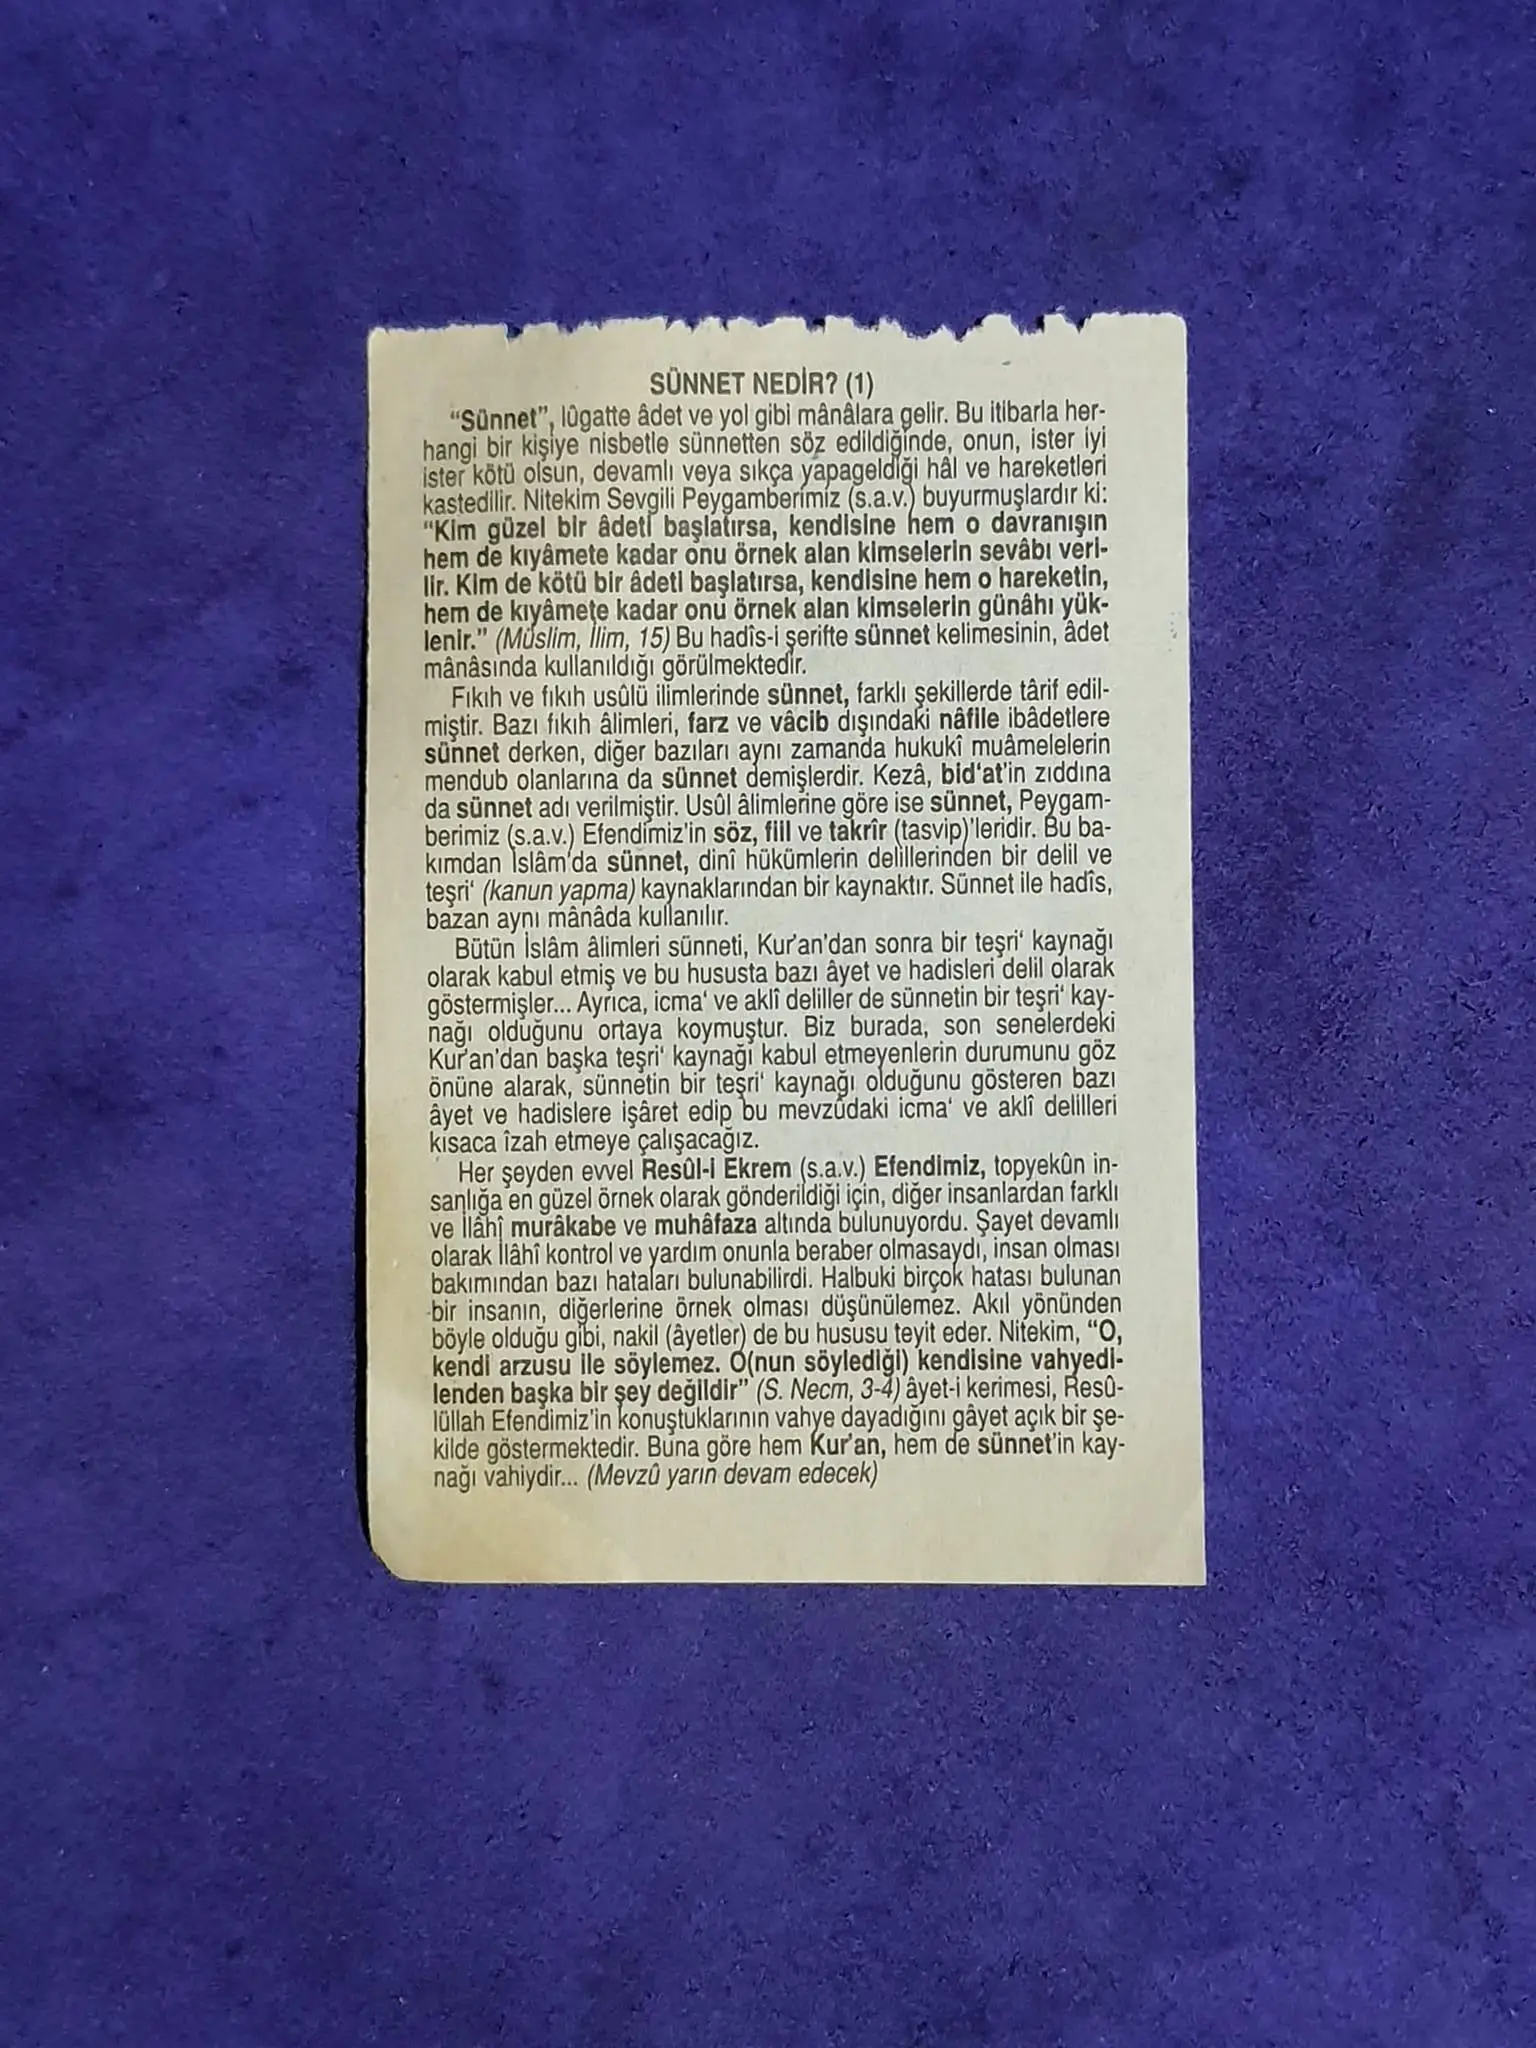 SÜNNET NEDİR? (1)
“Sünnet”, lûgatte âdet ve yol gibi mânâlara gelir. Bu itibarla her-
hangi bir kişiye nisbetle sünnetten söz edildiğinde, onun, ister iyi
ister kötü olsun, devamlı veya sıkça yapageldiği hâl ve hareketleri
kastedilir. Nitekim Sevgili Peygamberimiz (s.a.v.) buyurmuşlardır ki:
“Kim güzel bir âdeti başlatırsa, kendisine hem o davranışın
hem de kıyâmete kadar onu örnek alan kimselerin sevâbı veri-
lir. Kim de kötü bir âdeti başlatırsa, kendisine hem o hareketin,
hem de kıyâmete kadar onu örnek alan kimselerin günâhı yük-
lenir.” (Müslim, İlim, 15) Bu hadîs-i şerifte sünnet kelimesinin, âdet
mânâsında kullanıldığı görülmektedir.
Fıkıh ve fıkıh usûlü ilimlerinde sünnet, farklı şekillerde târif edil-
miştir. Bazı fıkıh âlimleri, farz ve vâcib dışındaki nâfile ibâdetlere
sünnet derken, diğer bazıları aynı zamanda hukukî muâmelelerin
mendub olanlarına da sünnet demişlerdir. Kezâ, bid‘at'in zıddına
da sünnet adı verilmiştir. Usûl âlimlerine göre ise sünnet, Peygam-
berimiz (s.a.v.) Efendimiz'in söz, fiil ve takrîr (tasvip)'leridir. Bu ba-
kımdan İslâm'da sünnet, dinî hükümlerin delillerinden bir delil ve
teşri‘ (kanun yapma) kaynaklarından bir kaynaktır. Sünnet ile hadîs,
bazan aynı mânâda kullanılır.
Bütün İslâm âlimleri sünneti, Kur'an'dan sonra bir teşri‘ kaynağı
olarak kabul etmiş ve bu hususta bazı âyet ve hadisleri delil olarak
göstermişler... Ayrıca, icma‘ ve aklî deliller de sünnetin bir teşri‘ kay-
nağı olduğunu ortaya koymuştur. Biz burada, son senelerdeki
Kur'an'dan başka teşri‘ kaynağı kabul etmeyenlerin durumunu göz
önüne alarak, sünnetin bir teşri‘ kaynağı olduğunu gösteren bazı
âyet ve hadislere işâret edip bu mevzûdaki icma‘ ve aklî delilleri
kısaca îzah etmeye çalışacağız.
Her şeyden evvel Resûl-i Ekrem (s.a.v.) Efendimiz, topyekûn in-
sanlığa en güzel örnek olarak gönderildiği için, diğer insanlardan farklı
ve İlâhî murâkabe ve muhâfaza altında bulunuyordu. Şayet devamlı
olarak İlâhî kontrol ve yardım onunla beraber olmasaydı, insan olması
bakımından bazı hataları bulunabilirdi. Halbuki birçok hatası bulunan
bir insanın, diğerlerine örnek olması düşünülemez. Akıl yönünden
böyle olduğu gibi, nakil (âyetler) de bu hususu teyit eder. Nitekim, “O,
kendi arzusu ile söylemez. O(nun söylediği) kendisine vahyedi-
lenden başka bir şey değildir” (S. Necm, 3-4) âyet-i kerimesi, Resû-
lüllah Efendimiz'in konuştuklarının vahye dayadığını gâyet açık bir şe-
kilde göstermektedir. Buna göre hem Kur'an, hem de sünnet'in kay-
nağı vahiydir... (Mevzû yarın devam edecek)